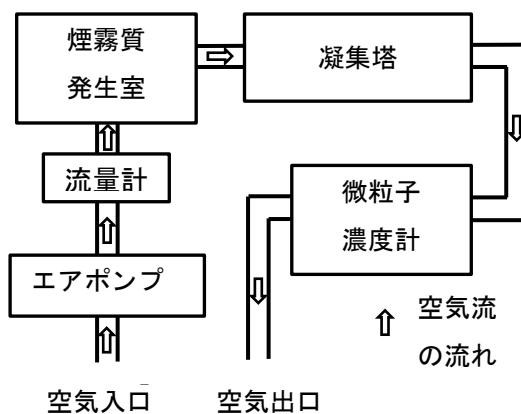 煙霧質
発生室
凝集塔
流量計
微粒子
濃度計
エアポンプ
空気流
の流れ
空気入口
空気出口